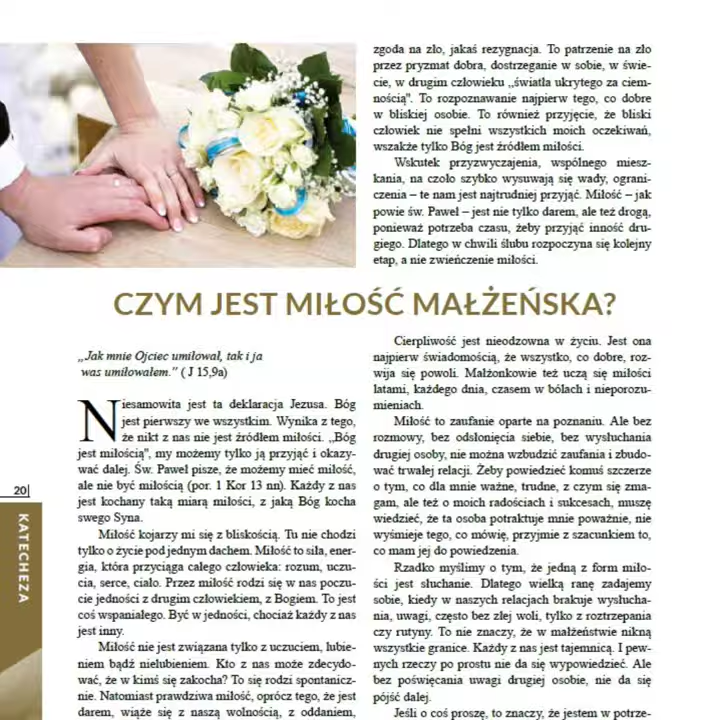 CZYM JEST MIŁOŚĆ MAŁŻEŃSKA?
„Jak mnie Ojciec umiłował, tak i ja
was umiłowałem.” ( J 15,9a)
Niesamowita jest ta deklaracja Jezusa. Bóg
jest pierwszy we wszystkim. Wynika z tego,
że nikt z nas nie jest źródłem miłości. „Bóg
jest miłością”, my możemy tylko ją przyjąć i okazy-
wać dalej. Św. Paweł pisze, że możemy mieć miłość,
ale nie być miłością (por. 1 Kor 13 nn). Każdy z nas
jest kochany taką miarą miłości, z jaką Bóg kocha
swego Syna.
Miłość kojarzy mi się z bliskością. Tu nie chodzi
tylko o życie pod jednym dachem. Miłość to siła, ener-
gia, która przyciąga całego człowieka: rozum, uczu-
cia, serce, ciało. Przez miłość rodzi się w nas poczu-
cie jedności z drugim człowiekiem, z Bogiem. To jest
coś wspaniałego. Być w jedności, chociaż każdy z nas
jest inny.
Miłość nie jest związana tylko z uczuciem, lubie-
niem bądź nielubieniem. Kto z nas może zdecydo-
wać, że w kimś się zakocha? To się rodzi spontanicz-
nie. Natomiast prawdziwa miłość, oprócz tego, że jest
darem, wiąże się z naszą wolnością, z oddaniem,
zgoda na zło, jakaś rezygnacja. To patrzenie na zło
przez pryzmat dobra, dostrzeganie w sobie, w świe-
cie, w drugim człowieku „światła ukrytego za ciem-
nością”. To rozpoznawanie najpierw tego, co dobre
w bliskiej osobie. To również przyjęcie, że bliski
człowiek nie spełni wszystkich moich oczekiwań,
wszakże tylko Bóg jest źródłem miłości.
Wskutek przyzwyczajenia, wspólnego miesz-
kania, na czoło szybko wysuwają się wady, ograni-
czenia – te nam jest najtrudniej przyjąć. Miłość – jak
powie św. Paweł – jest nie tylko darem, ale też drogą,
ponieważ potrzeba czasu, żeby przyjąć inność dru-
giego. Dlatego w chwili ślubu rozpoczyna się kolejny
etap, a nie zwieńczenie miłości.
Cierpliwość jest nieodzowna w życiu. Jest ona
najpierw świadomością, że wszystko, co dobre, roz-
wija się powoli. Małżonkowie też uczą się miłości
latami, każdego dnia, czasem w bólach i nieporozu-
mieniach.
Miłość to zaufanie oparte na poznaniu. Ale bez
rozmowy, bez odsłonięcia siebie, bez wysłuchania
drugiej osoby, nie można wzbudzić zaufania i zbudo-
wać trwałej relacji. Żeby powiedzieć komuś szczerze
o tym, co dla mnie ważne, trudne, z czym się zma-
gam, ale też o moich radościach i sukcesach, muszę
wiedzieć, że ta osoba potraktuje mnie poważnie, nie
wyśmieje tego, co mówię, przyjmie z szacunkiem to,
co mam jej do powiedzenia.
Rzadko myślimy o tym, że jedną z form miło-
ści jest słuchanie. Dlatego wielką ranę zadajemy
sobie, kiedy w naszych relacjach brakuje wysłucha-
nia, uwagi, często bez złej woli, tylko z roztrzepania
czy rutyny. To nie znaczy, że w małżeństwie nikną
wszystkie granice. Każdy z nas jest tajemnicą. I pew-
nych rzeczy po prostu nie da się wypowiedzieć. Ale
bez poświęcania uwagi drugiej osobie, nie da się
pójść dalej.
Jeśli o coś proszę, to znaczy, że jestem w potrze-
20|
KATECHEZA